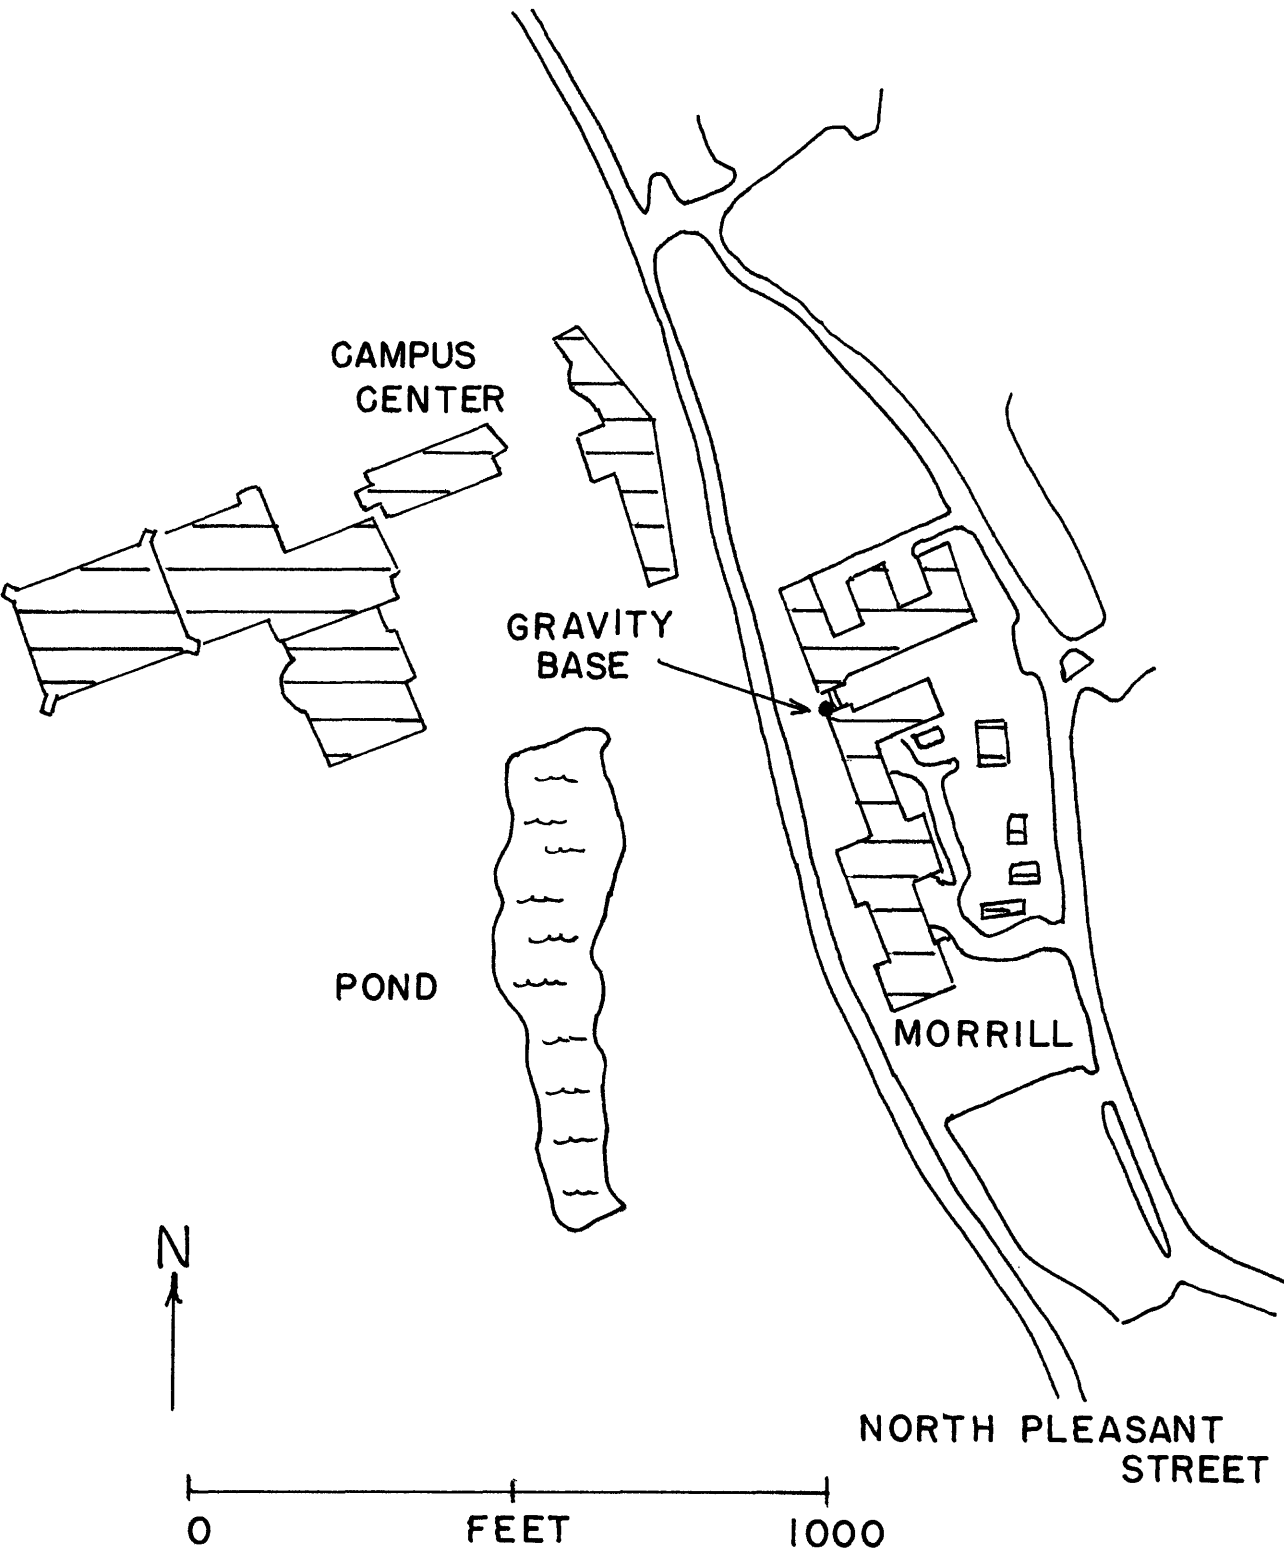 CAMPUS
CENTER
GRAVITY
BASE
POND
MORRILL
N
NORTH PLEASANT
STREET
0 FEET 1000